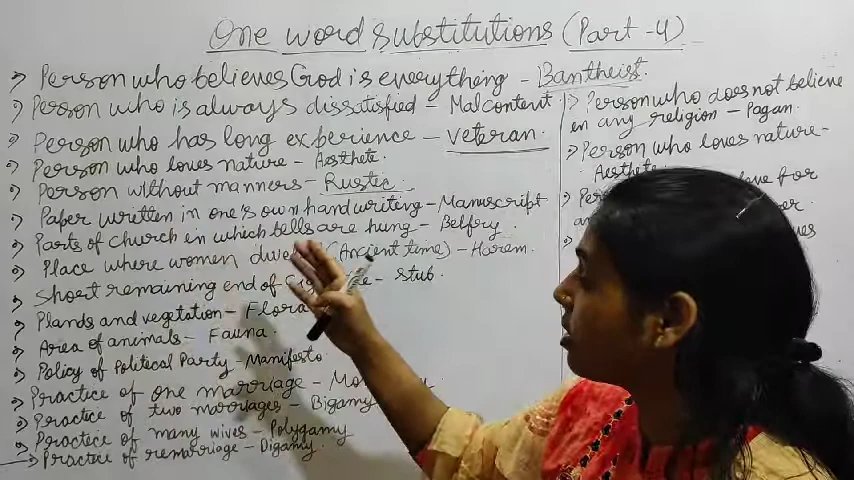 One word substitutions (Part -4)
Person who believes God is everything - Bantheist.
Person who is always dissatisfied - Malcontent
Person who has long experience - veteran.
Person who loves nature - Aesthete.
Person without manners - Rustic
Paper written in one's own handwriting - Manuscript
Parts of church in which bells are hung - Belfry
Place where women (Ancient time) - Harem.
Short remaining end of - Stub.
Plands and vegetation - Flora
Area of animals - Fauna.
Policy of Political Party - Manifesto
Practice of one marriage -
Practice of two marriages - Bigamy
Practice of many wives - Polygamy
Practice of remarriage - Digamy.
Person who does not believe
in any religion - Pagan.
Person who loves nature -
Aesthete
love for